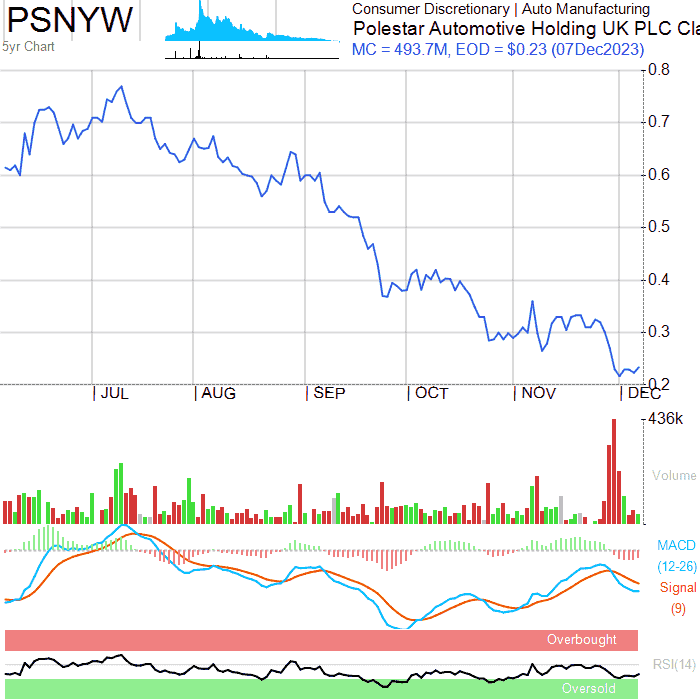 PSNYW
5yr Chart
Consumer Discretionary | Auto Manufacturing
Polestar Automotive Holding UK PLC Cla
MC = 493.7M, EOD = $0.23 (07Dec2023)
0.8
0.7
0.6
0.5
0.4
0.3
0.2
JUL AUG SEP OCT NOV DEC
436k
Volume
MACD
(12-26)
Signal
(9)
Overbought
RSI(14)
Oversold